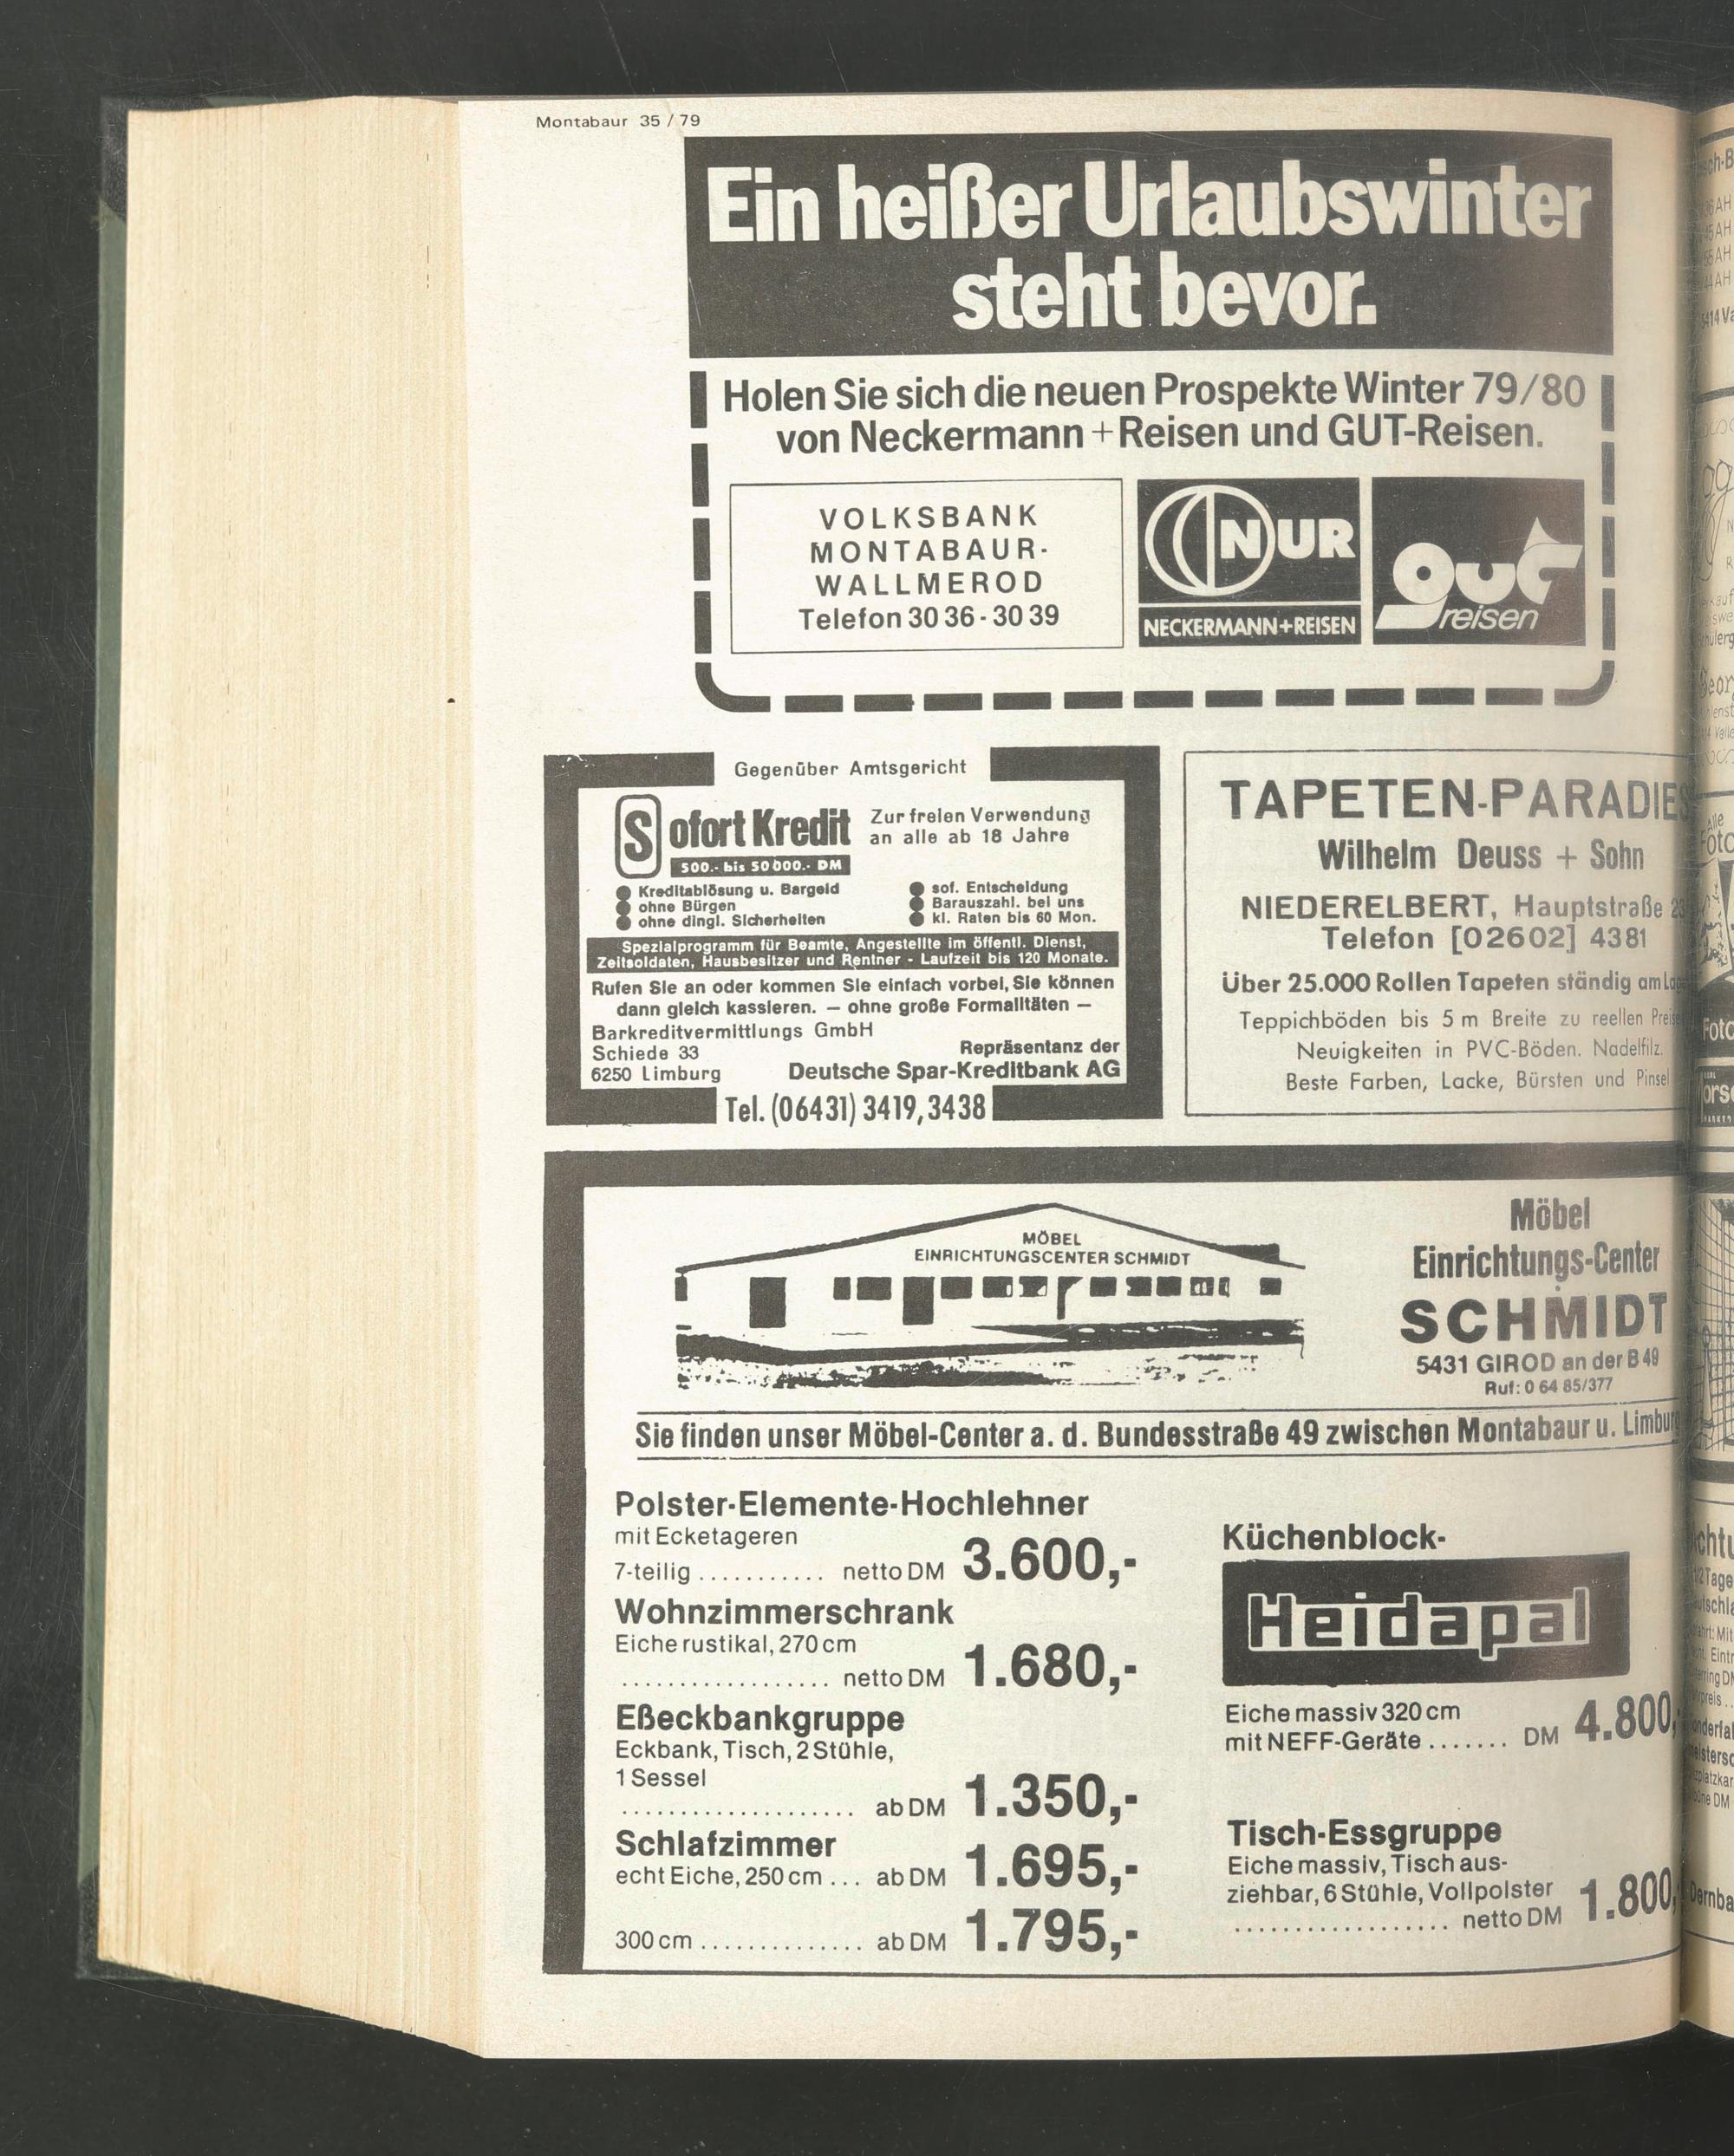 Montabaur 35 / 79
Ein heißer Urlaubswinter
steht bevor.
Holen Sie sich die neuen Prospekte Winter 79/80
von Neckermann+Reisen und GUT-Reisen.
VOLKSBANK
MONTABAUR-
WALLMEROD
Telefon 30 36 - 30 39
NUR
NECKERMANN+REISEN
gut
reisen
Gegenüber Amtsgericht
Sofort Kredit
500.- bis 50000.- DM
Zur freien Verwendung
an alle ab 18 Jahre
Kreditablösung u. Bargeld
ohne Bürgen
ohne dingl. Sicherheiten
sof. Entscheidung
Barauszahl. bei uns
kl. Raten bis 60 Mon.
Spezialprogramm für Beamte, Angestellte im öffentl. Dienst,
Zeitsoldaten, Hausbesitzer und Rentner - Laufzeit bis 120 Monate.
Rufen Sie an oder kommen Sie einfach vorbei, Sie können
dann gleich kassieren. — ohne große Formalitäten —
Barkreditvermittlungs GmbH
Schiede 33
6250 Limburg
Repräsentanz der
Deutsche Spar-Kreditbank AG
Tel. (06431) 3419, 3438
TAPETEN-PARADIES
Wilhelm Deuss + Sohn
NIEDERELBERT, Hauptstraße 23
Telefon [02602] 4381
Über 25.000 Rollen Tapeten ständig am
Teppichböden bis 5 m Breite zu reellen
Neuigkeiten in PVC-Böden. Nadelfilz.
Beste Farben, Lacke, Bürsten und Pinsel
MÖBEL
EINRICHTUNGSCENTER SCHMIDT
Möbel
Einrichtungs-Center
SCHMIDT
5431 GIROD an der B 49
Ruf: 0 64 85/377
Sie finden unser Möbel-Center a. d. Bundesstraße 49 zwischen Montabaur u. Limburg
Polster-Elemente-Hochlehner
mit Ecketageren
7-teilig ........... netto DM 3.600,-
Wohnzimmerschrank
Eiche rustikal, 270 cm
.................. netto DM 1.680,-
Eßeckbankgruppe
Eckbank, Tisch, 2 Stühle,
1 Sessel
.................... ab DM 1.350,-
Schlafzimmer
echt Eiche, 250 cm ... ab DM 1.695,-
300 cm .............. ab DM 1.795,-
Küchenblock-
Heidapal
Eiche massiv 320 cm
mit NEFF-Geräte ....... DM 4.800,-
Tisch-Essgruppe
Eiche massiv, Tisch aus-
ziehbar, 6 Stühle, Vollpolster
.................. netto DM 1.800,